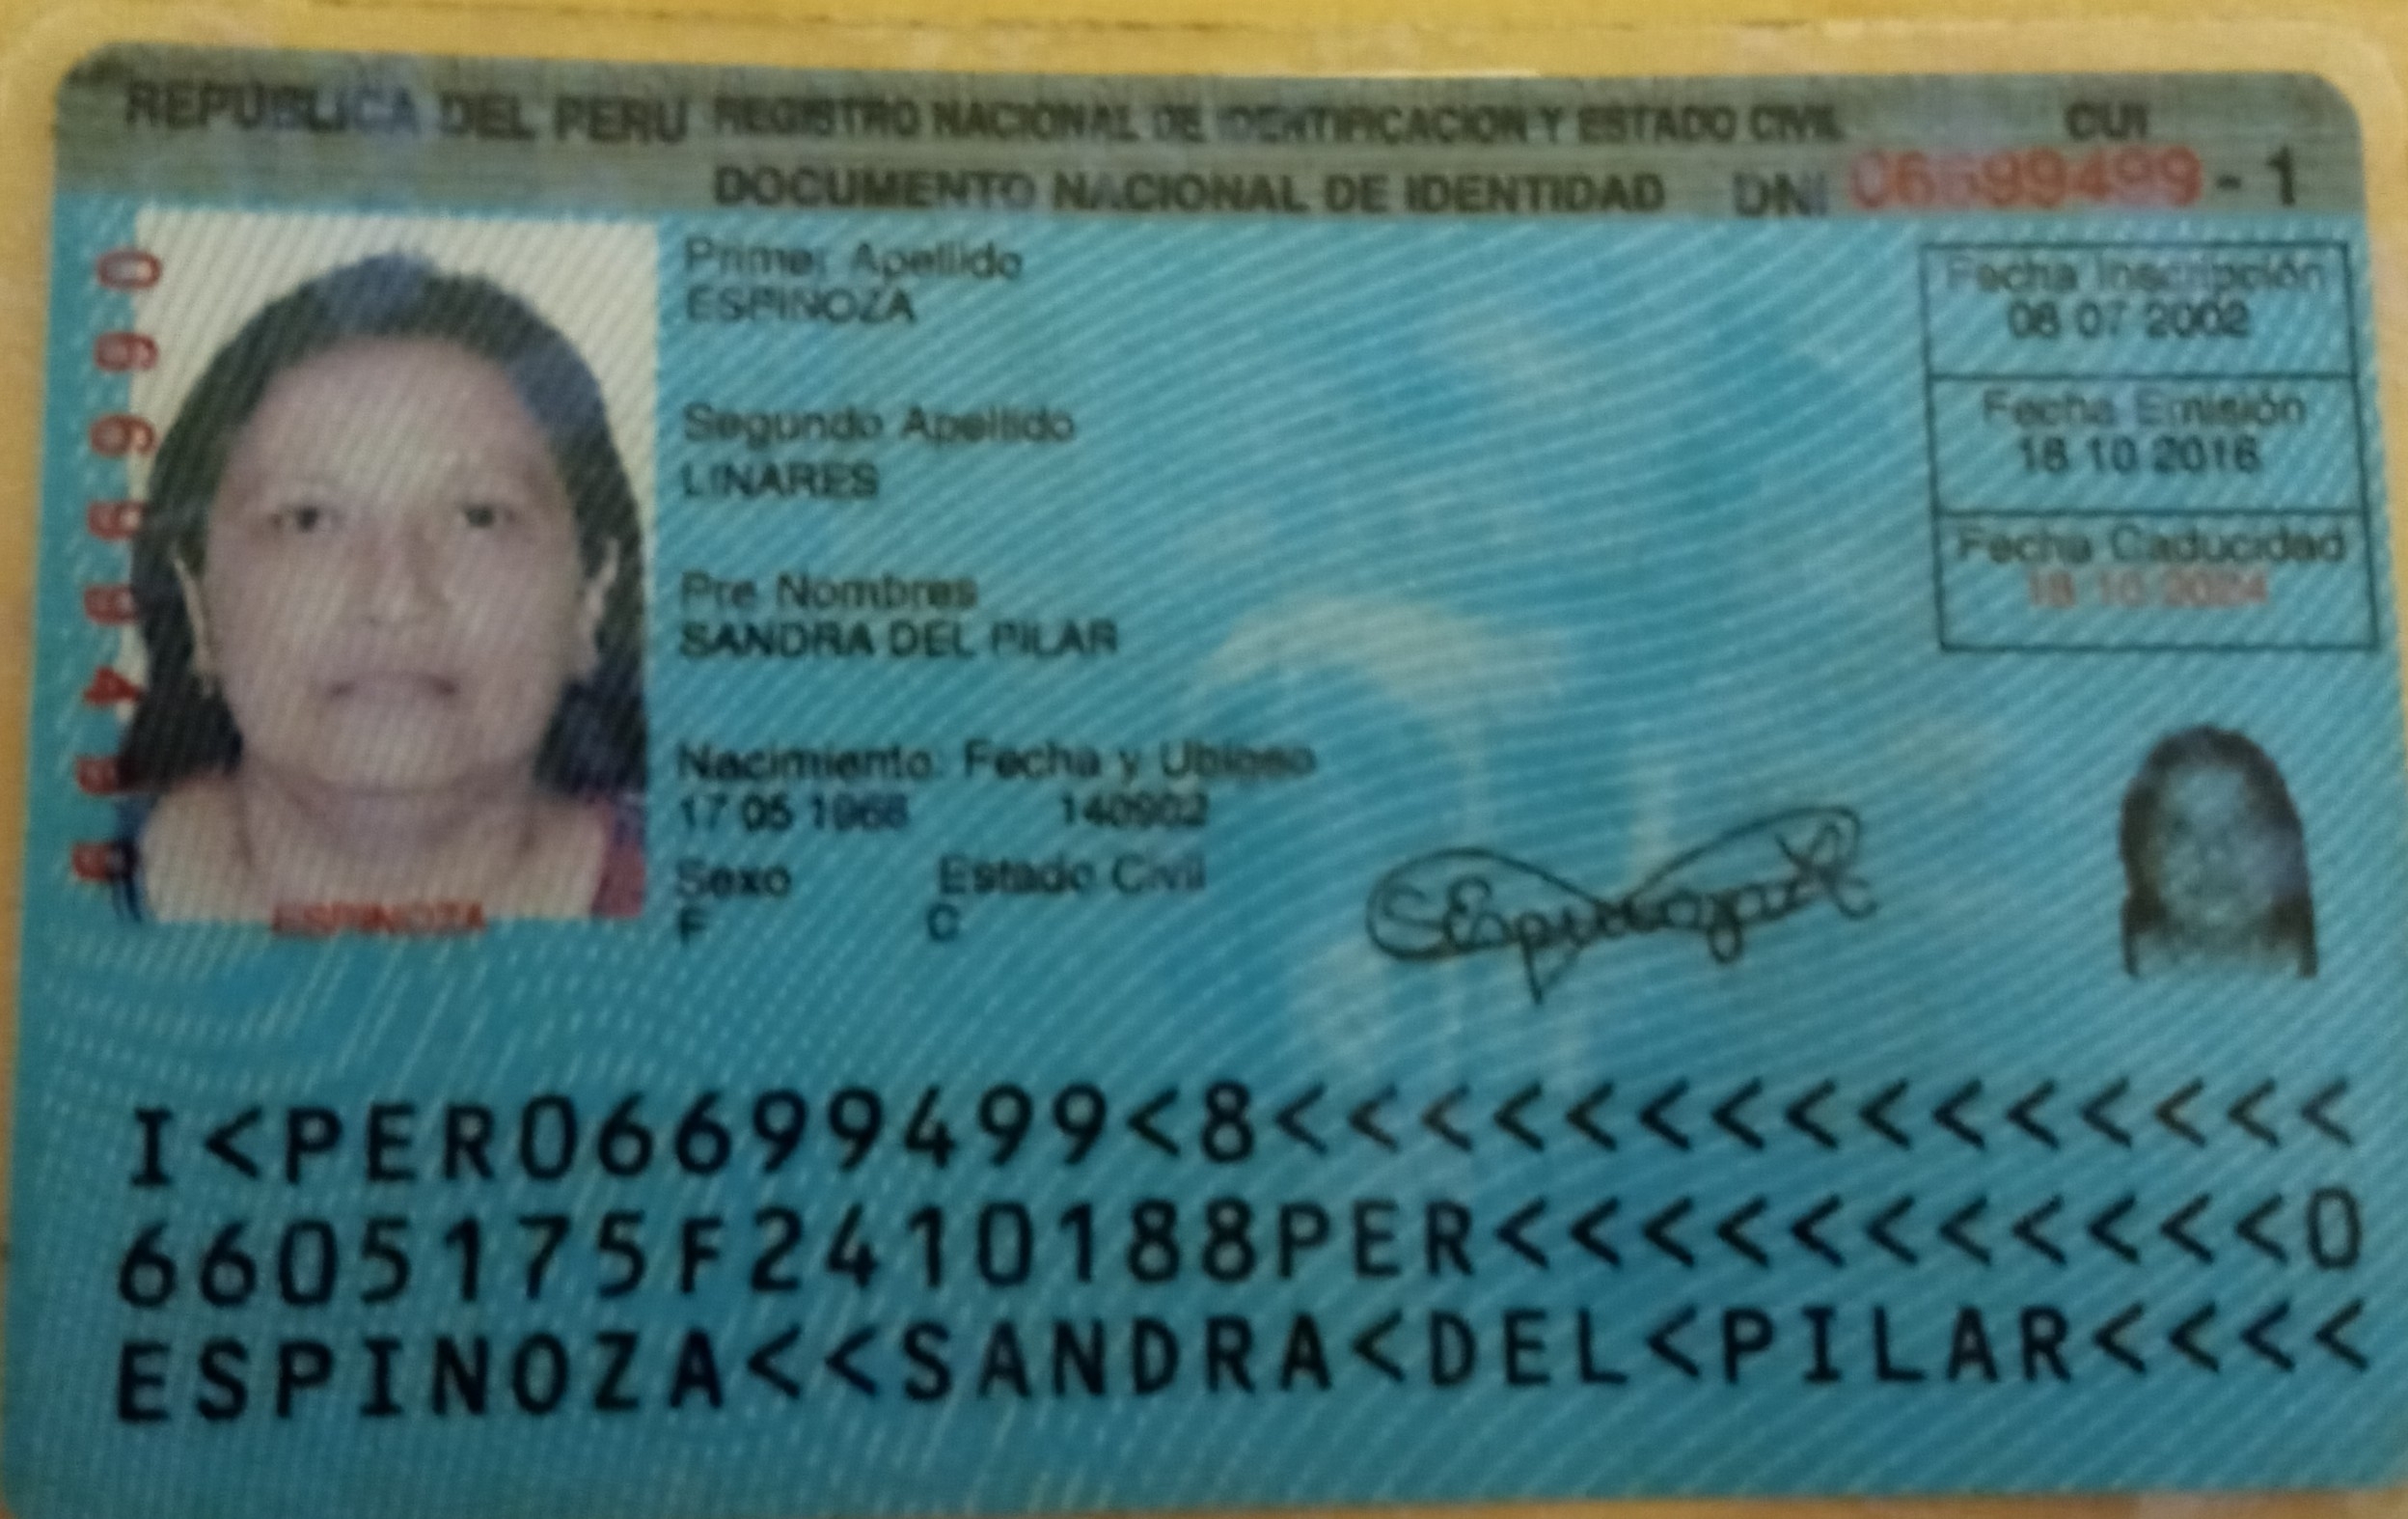 REPUBLICA DEL PERU REGISTRO NACIONAL DE IDENTIFICACION Y ESTADO CIVIL CUI
DOCUMENTO NACIONAL DE IDENTIDAD DNI 06699499 - 1
06699499
Primer Apellido
ESPINOZA
Segundo Apellido
LINARES
Pre Nombres
SANDRA DEL PILAR
Nacimiento: Fecha y Ubigeo
17 05 1966 140902
Sexo Estado Civil
F C
Fecha Inscripción
08 07 2002
Fecha Emisión
18 10 2016
Fecha Caducidad
18 10 2024
ESPINOZA
I<PER06699499<8<<<<<<<<<<<<<<<
6605175F2410188PER<<<<<<<<<<<0
ESPINOZA<<SANDRA<DEL<PILAR<<<<